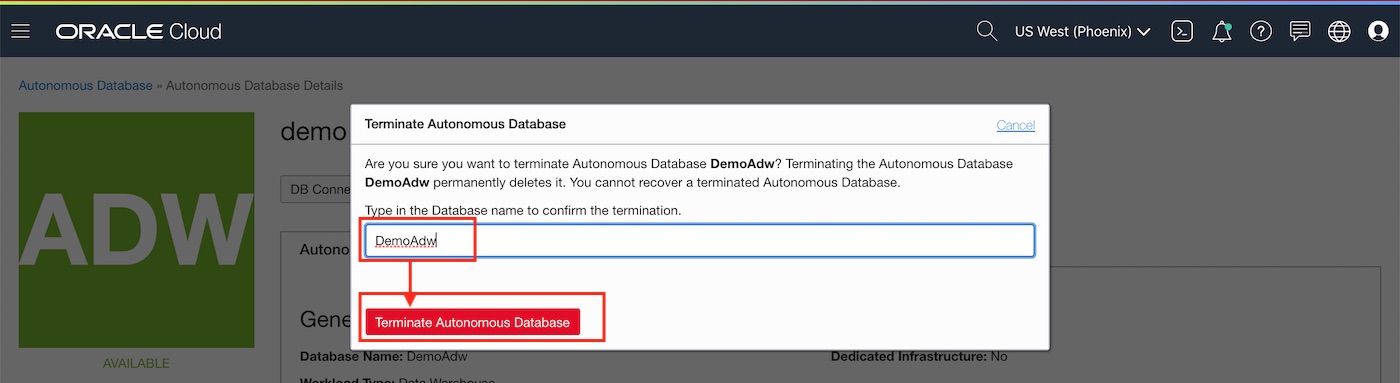 ORACLE Cloud
US West (Phoenix)
Autonomous Database » Autonomous Database Details
ADW
AVAILABLE
demo
DB Conne
Autono
Gene
Database Name: DemoAdw
Dedicated Infrastructure: No
Workload Type: Data Warehouse
Terminate Autonomous Database
Cancel
Are you sure you want to terminate Autonomous Database DemoAdw? Terminating the Autonomous Database
DemoAdw permanently deletes it. You cannot recover a terminated Autonomous Database.
Type in the Database name to confirm the termination.
DemoAdw
Terminate Autonomous Database